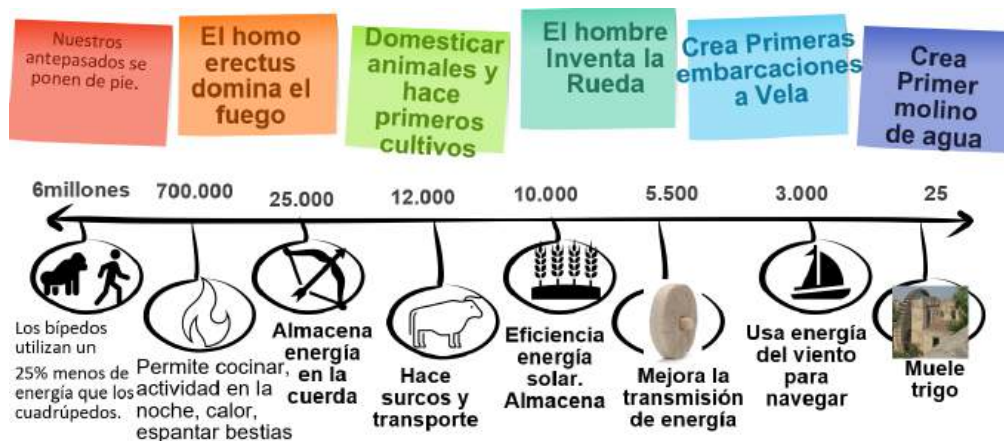 Nuestros
antepasados se
ponen de pie.
El homo
erectus
domina el
fuego
Domesticar
animales y
hace
primeros
cultivos
El hombre
Inventa la
Rueda
Crea Primeras
embarcaciones
a Vela
Crea
Primer
molino
de agua
6millones
700.000
25.000
12.000
10.000
5.500
3.000
25
Los bípedos
utilizan un
25% menos de
energía que los
cuadrúpedos.
Permite cocinar,
actividad en la
noche, calor,
espantar bestias
Almacena
energía
en la
cuerda
Hace
surcos y
transporte
Eficiencia
energía
solar.
Almacena
Mejora la
transmisión
de energía
Usa energía
del viento
para
navegar
Muele
trigo